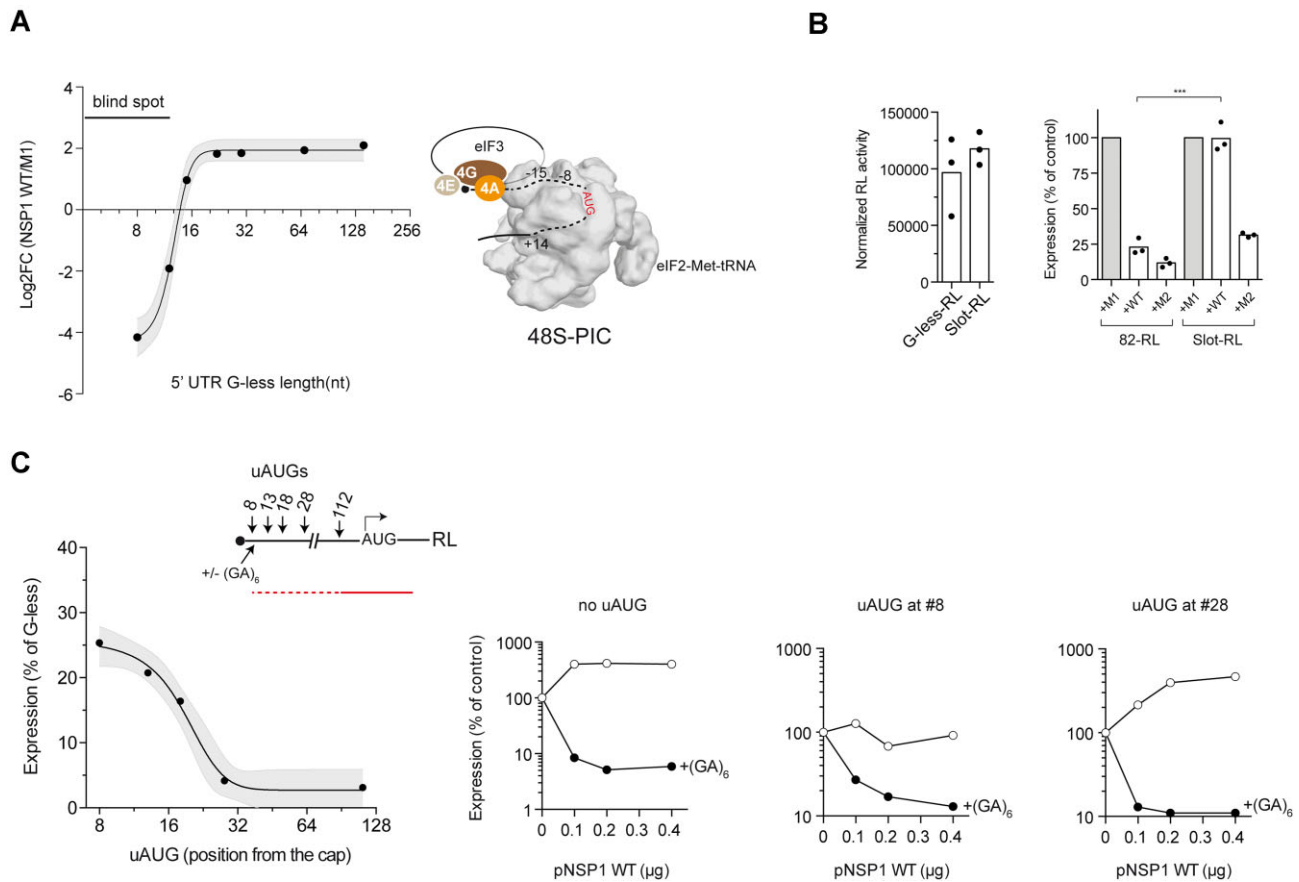 A
Log2FC (NSP1 WT/M1)
4
2
0
-2
-4
-6
blind spot
8
16
32
64
128
256
5' UTR G-less length(nt)
eIF3
4G
4E
4A
-15
-8
AUG
+14
eIF2-Met-tRNA
48S-PIC
B
Normalized RL activity
150000
125000
100000
75000
50000
25000
0
G-less-RL
Slot-RL
Expression (% of control)
100
75
50
25
0
***
+M1
+WT
+M2
+M1
+WT
+M2
82-RL
Slot-RL
C
uAUGs
8
13
18
28
112
AUG
RL
+/- (GA)6
Expression (% of G-less)
40
30
20
10
0
8
16
32
64
128
uAUG (position from the cap)
no uAUG
Expression (% of control)
1000
100
10
1
+(GA)6
0
0.1
0.2
0.3
0.4
pNSP1 WT (µg)
uAUG at #8
1000
100
10
+(GA)6
0
0.1
0.2
0.3
0.4
pNSP1 WT (µg)
uAUG at #28
1000
100
10
+(GA)6
0
0.1
0.2
0.3
0.4
pNSP1 WT (µg)